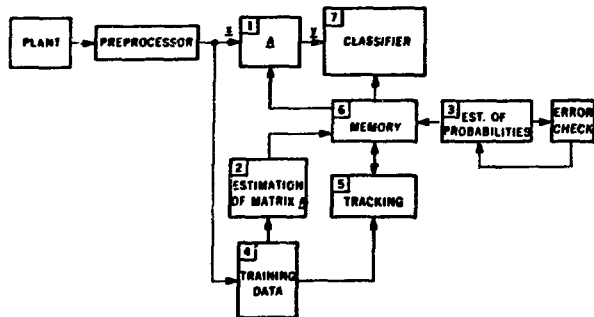 PLANT
PREPROCESSOR
x
1
A
y
7
CLASSIFIER
6
MEMORY
3
EST. OF
PROBABILITIES
ERROR
CHECK
2
ESTIMATION
OF MATRIX
5
TRACKING
4
TRAINING
DATA